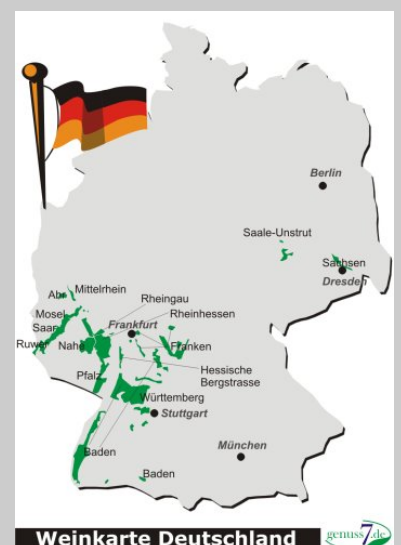 Berlin
Saale-Unstrut
Sachsen
Dresden
Ahr
Mittelrhein
Rheingau
Mosel
Saar
Ruwer
Rheinhessen
Frankfurt
Nahe
Franken
Hessische
Bergstrasse
Pfalz
Württemberg
Stuttgart
München
Baden
Baden
Weinkarte Deutschland
genuss7.de